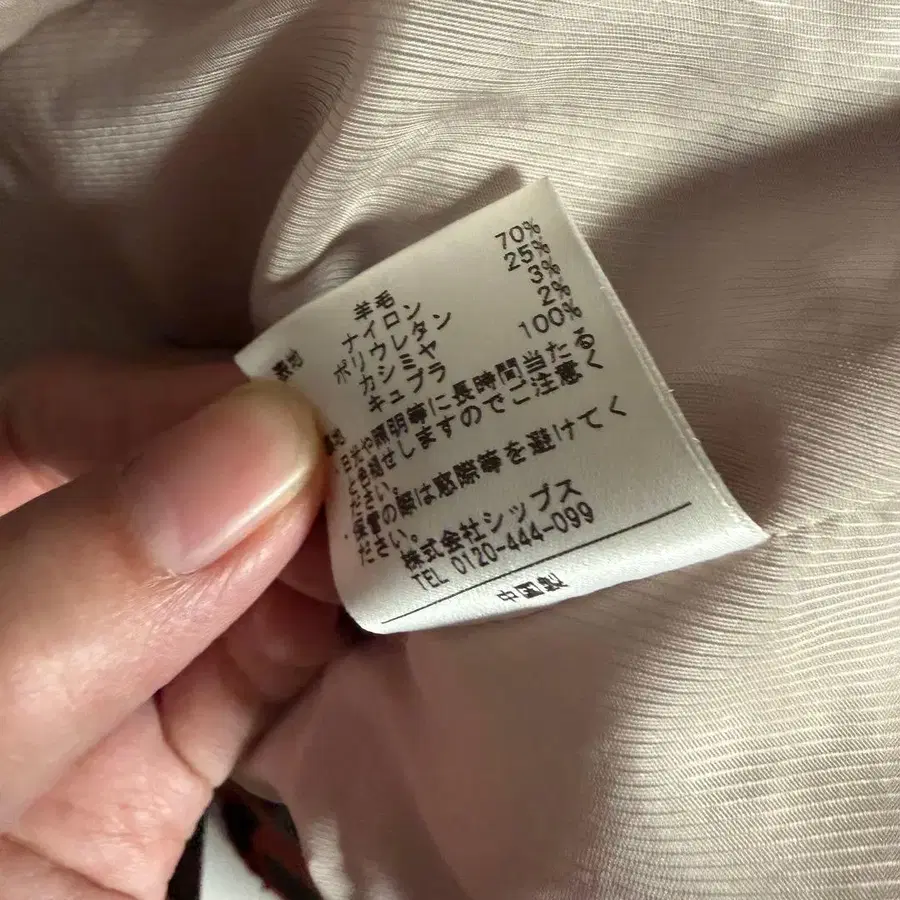 表地 羊毛 70%
ナイロン 25%
ポリウレタン 3%
カシミヤ 2%
キュプラ 100%
・日光や照明等に長時間当たる
と色褪せしますのでご注意く
ださい。
・保管の際は窓際等を避けてく
ださい。
株式会社シップス
TEL 0120-444-099
中国製